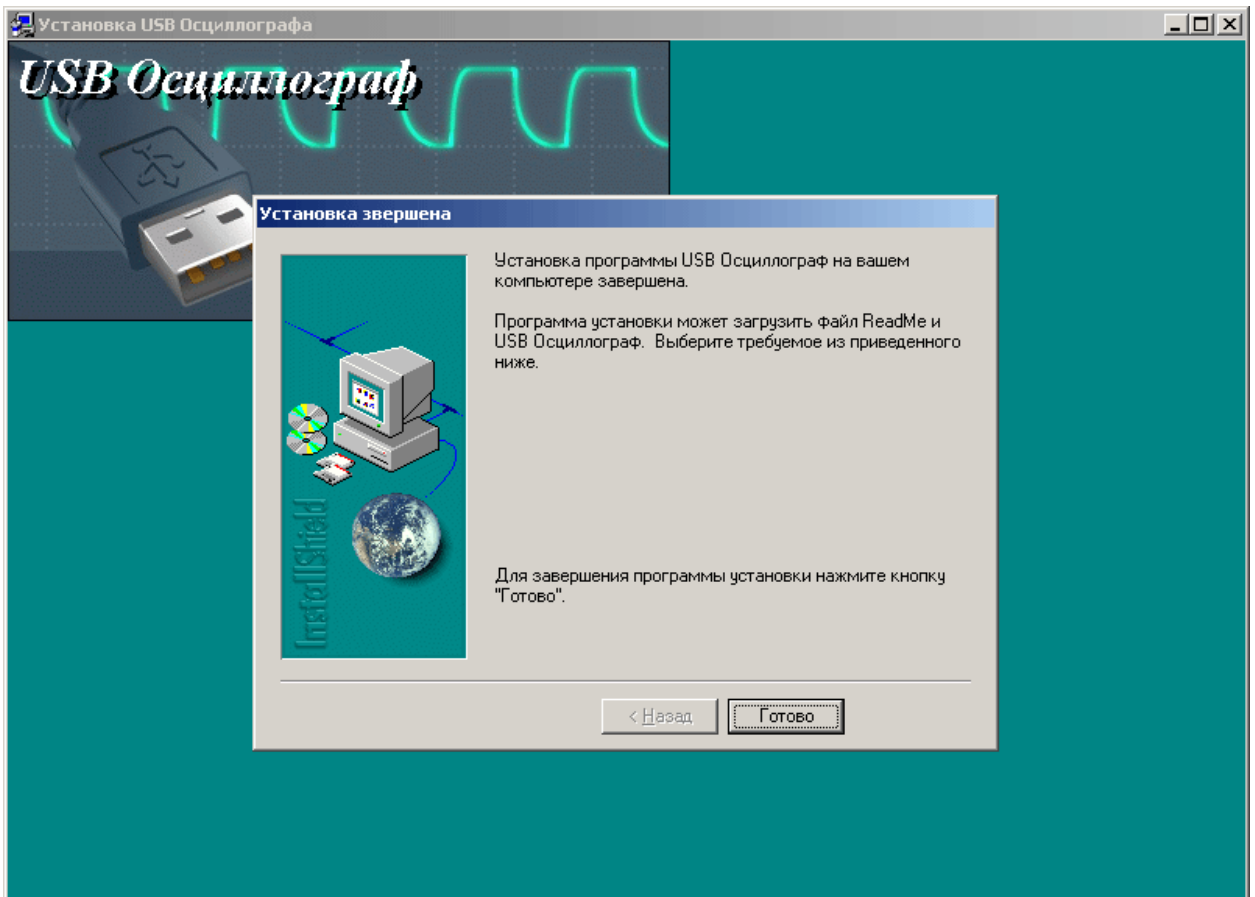 Установка USB Осциллографа
USB Осциллограф
Установка звершена
Установка программы USB Осциллограф на вашем
компьютере завершена.
Программа установки может загрузить файл ReadMe и
USB Осциллограф. Выберите требуемое из приведенного
ниже.
InstallShield
Для завершения программы установки нажмите кнопку
"Готово".
< Назад
Готово